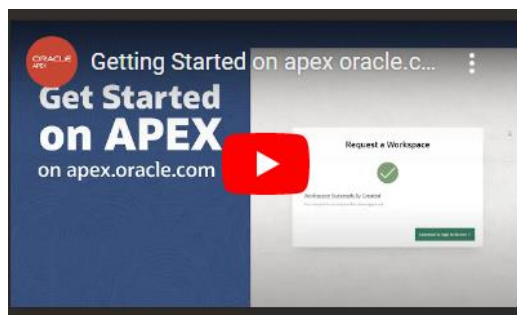 ORACLE
APEX
Getting Started on apex oracle.c...
Get Started
on APEX
on apex.oracle.com
Request a Workspace
Workspace Successfully Created